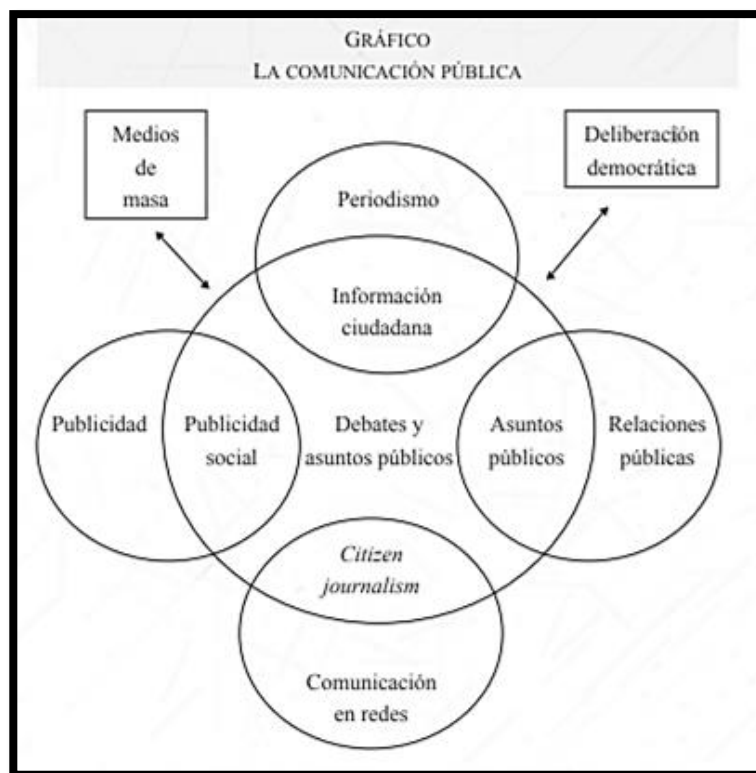 GRÁFICO
LA COMUNICACIÓN PÚBLICA
Medios
de
masa
Deliberación
democrática
Periodismo
Información
ciudadana
Publicidad
Publicidad
social
Debates y
asuntos públicos
Asuntos
públicos
Relaciones
públicas
Citizen
journalism
Comunicación
en redes